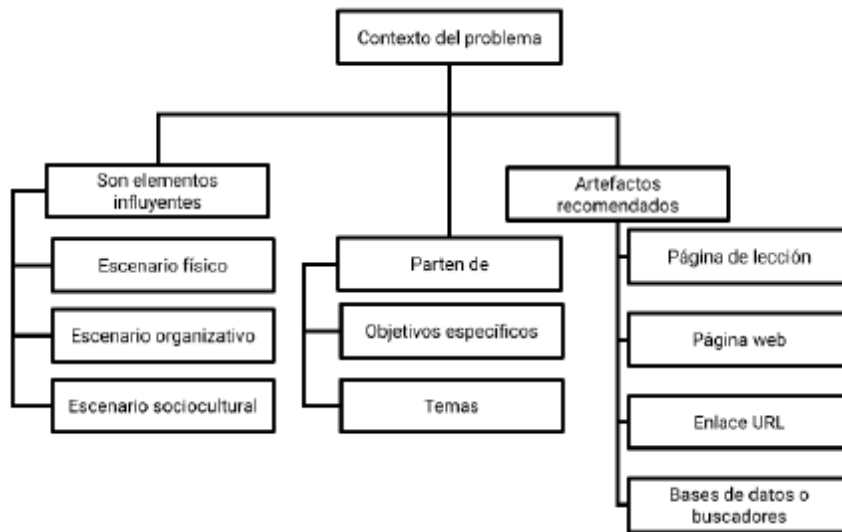 Contexto del problema
Son elementos
influyentes
Escenario físico
Escenario organizativo
Escenario sociocultural
Parten de
Objetivos específicos
Temas
Artefactos
recomendados
Página de lección
Página web
Enlace URL
Bases de datos o
buscadores